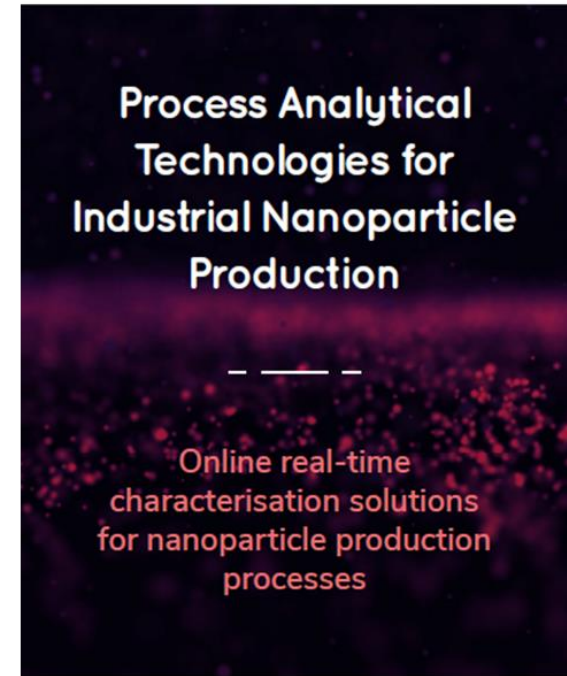 Process Analytical
Technologies for
Industrial Nanoparticle
Production
Online real-time
characterisation solutions
for nanoparticle production
processes